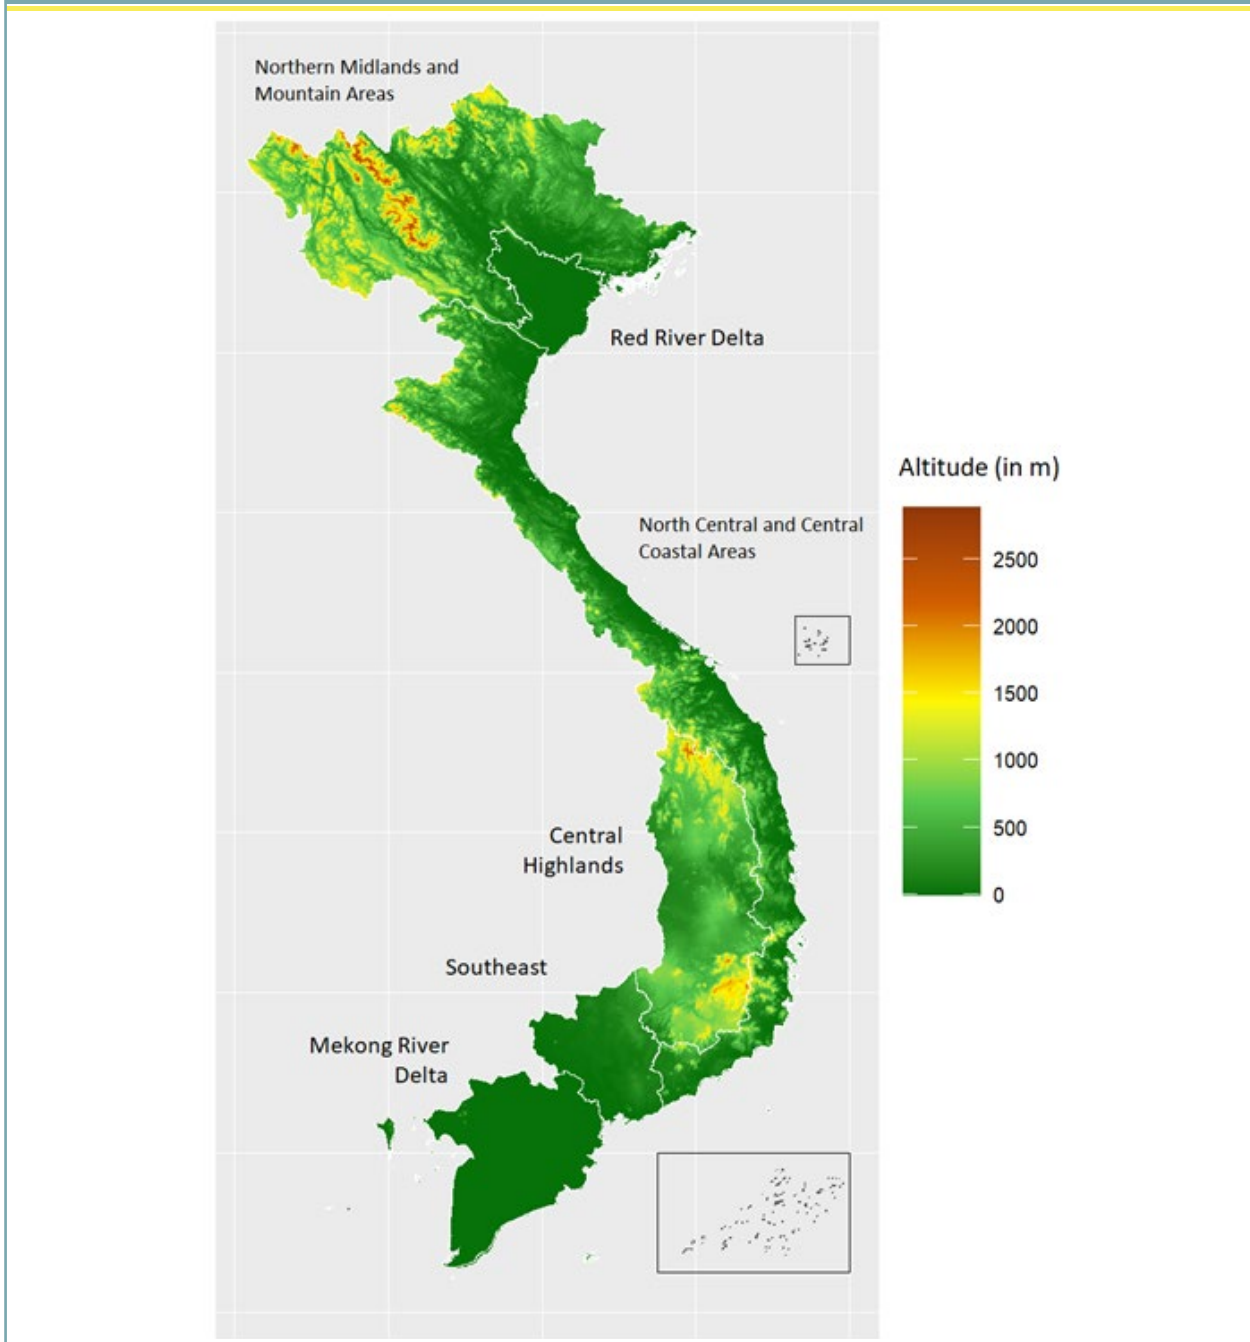 Northern Midlands and
Mountain Areas
Red River Delta
Altitude (in m)
North Central and Central
Coastal Areas
2500
2000
1500
1000
500
0
Central
Highlands
Southeast
Mekong River
Delta